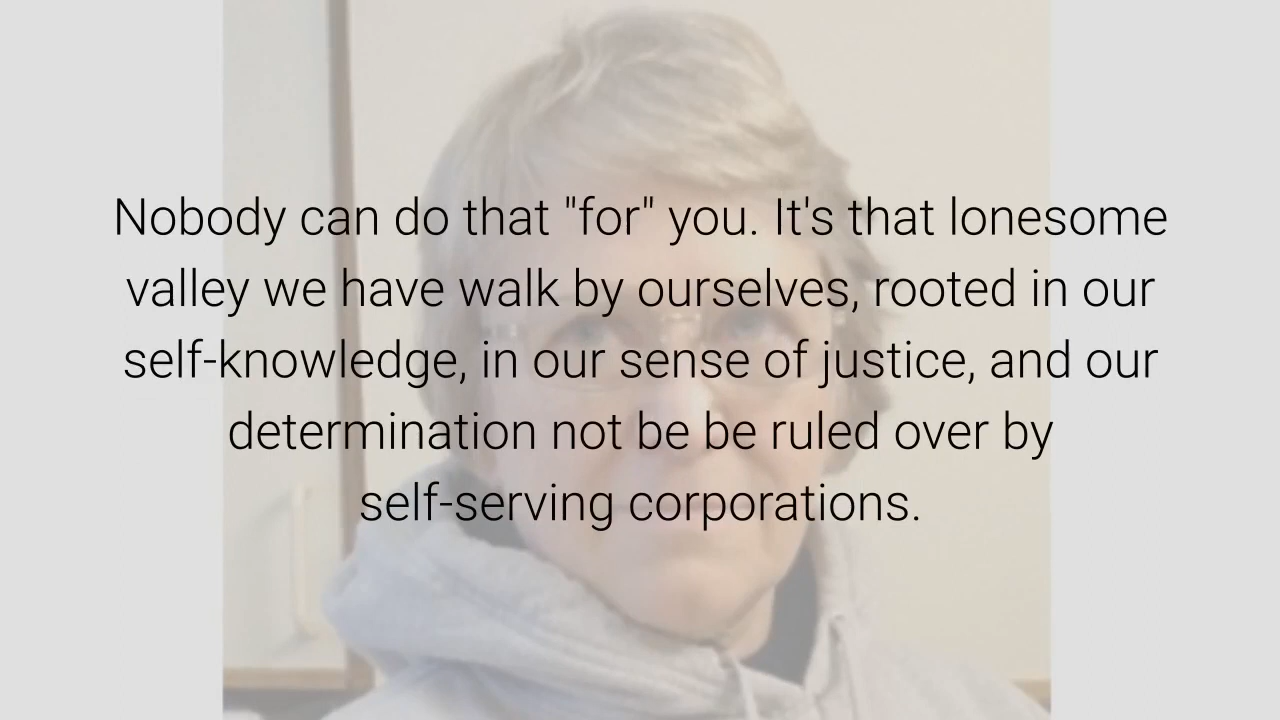 Nobody can do that "for" you. It's that lonesome
valley we have walk by ourselves, rooted in our
self-knowledge, in our sense of justice, and our
determination not be be ruled over by
self-serving corporations.